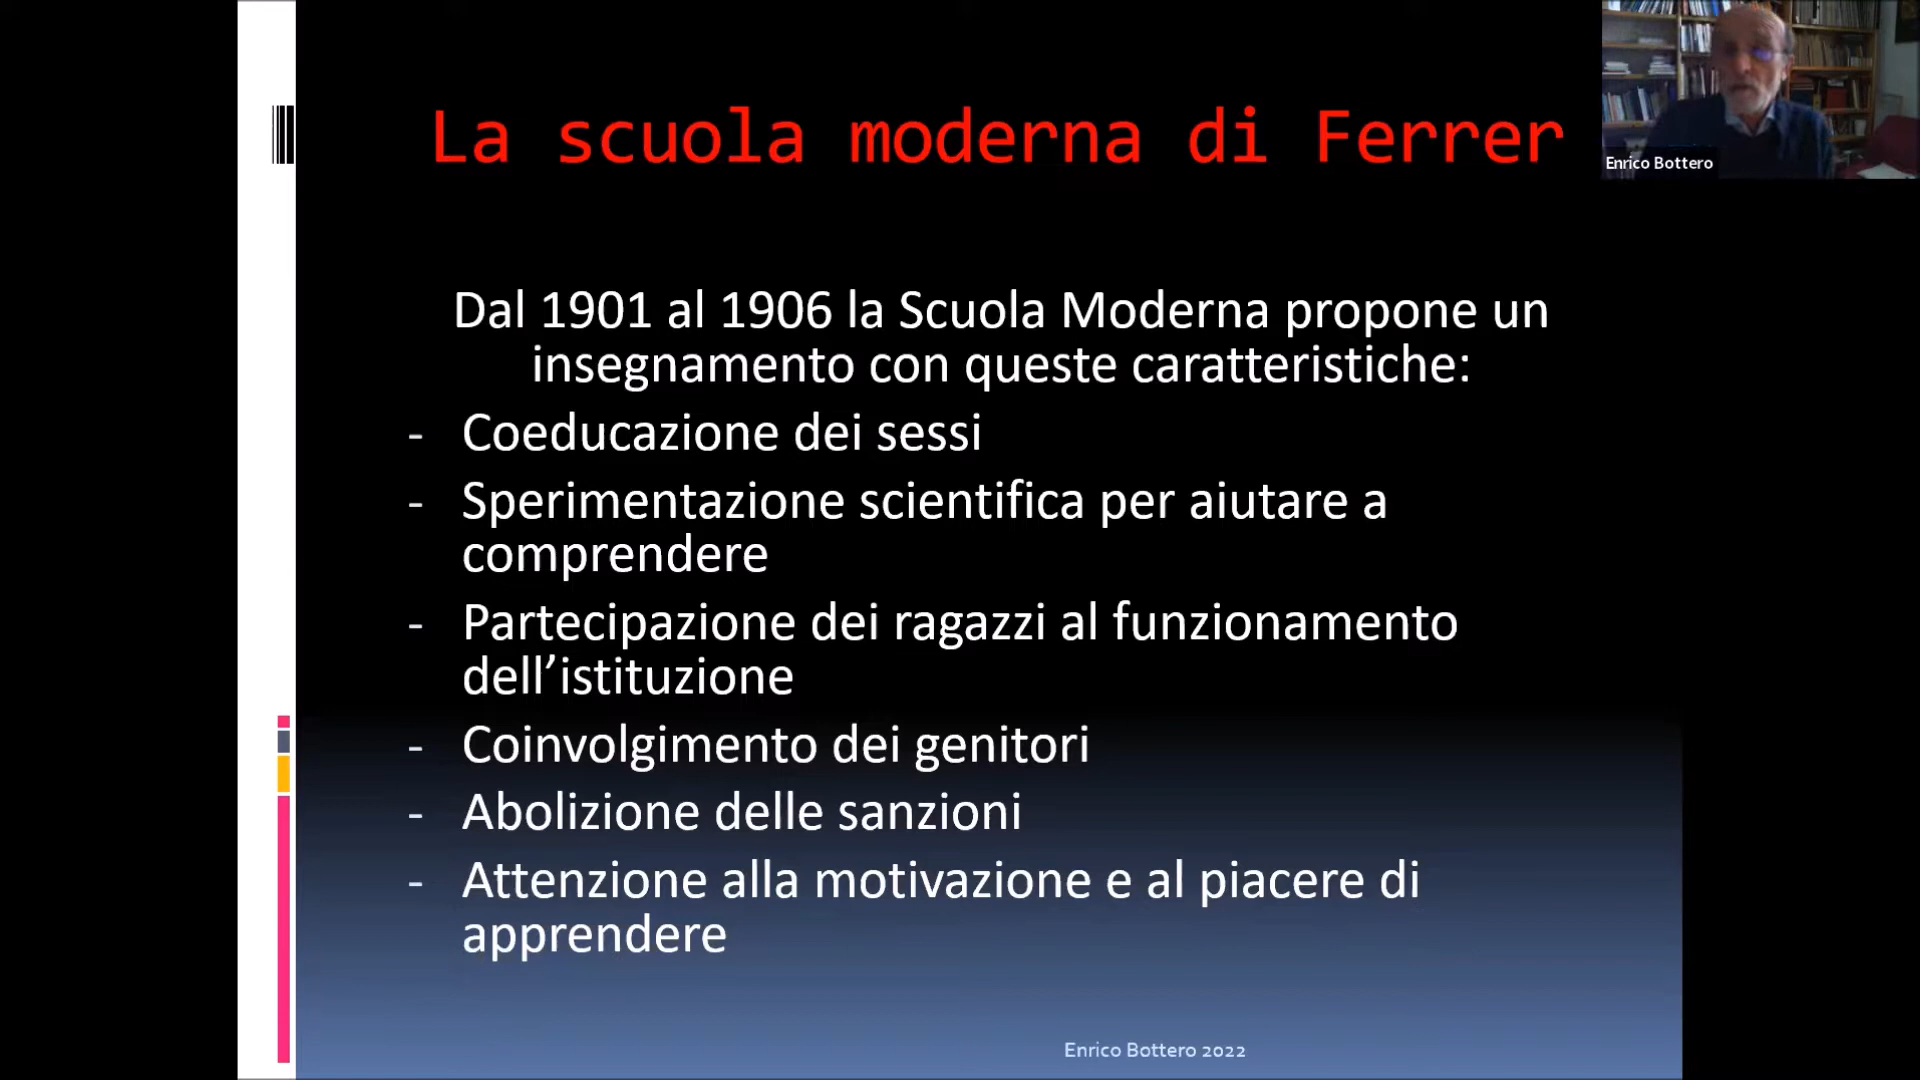 La scuola moderna di Ferrer
Enrico Bottero
Dal 1901 al 1906 la Scuola Moderna propone un
insegnamento con queste caratteristiche:
- Coeducazione dei sessi
- Sperimentazione scientifica per aiutare a
comprendere
- Partecipazione dei ragazzi al funzionamento
dell’istituzione
- Coinvolgimento dei genitori
- Abolizione delle sanzioni
- Attenzione alla motivazione e al piacere di
apprendere
Enrico Bottero 2022